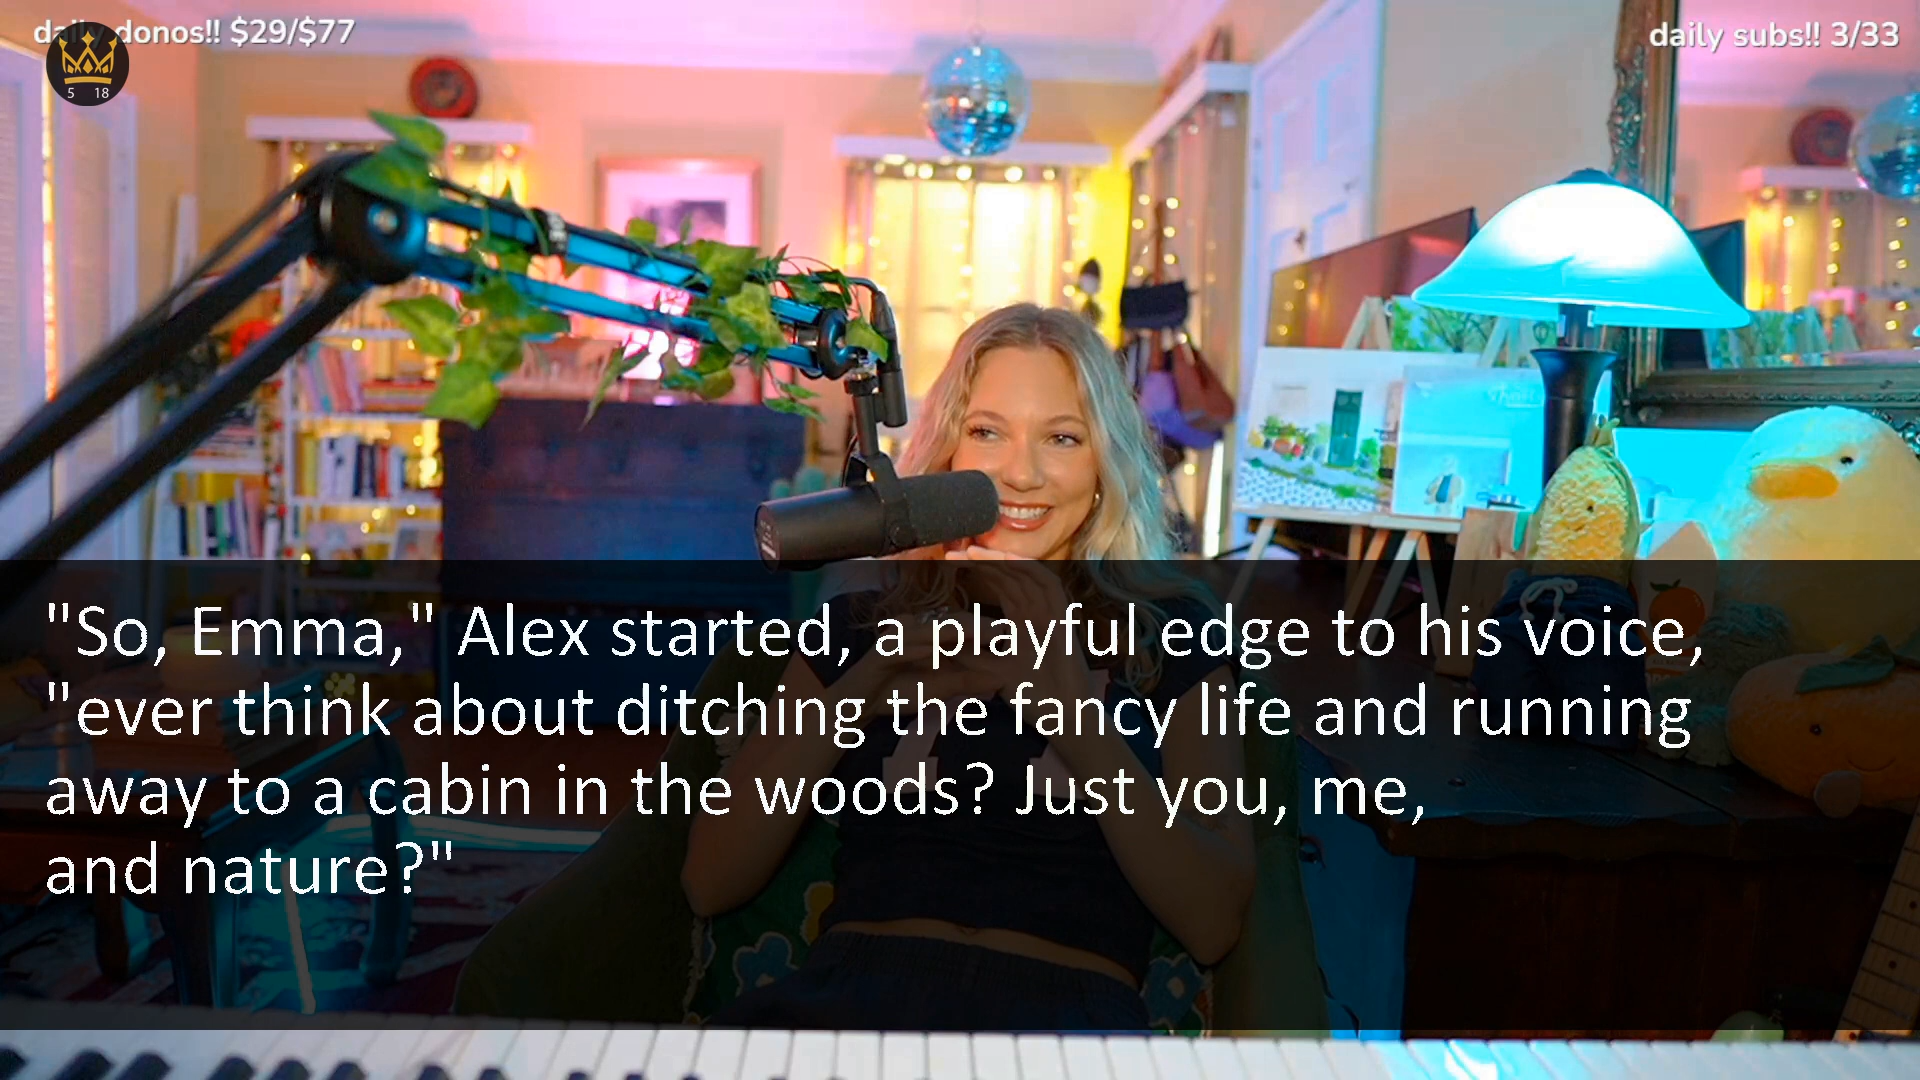 daily donos!! $29/$77
daily subs!! 3/33
5 18
"So, Emma," Alex started, a playful edge to his voice,
"ever think about ditching the fancy life and running
away to a cabin in the woods? Just you, me,
and nature?"